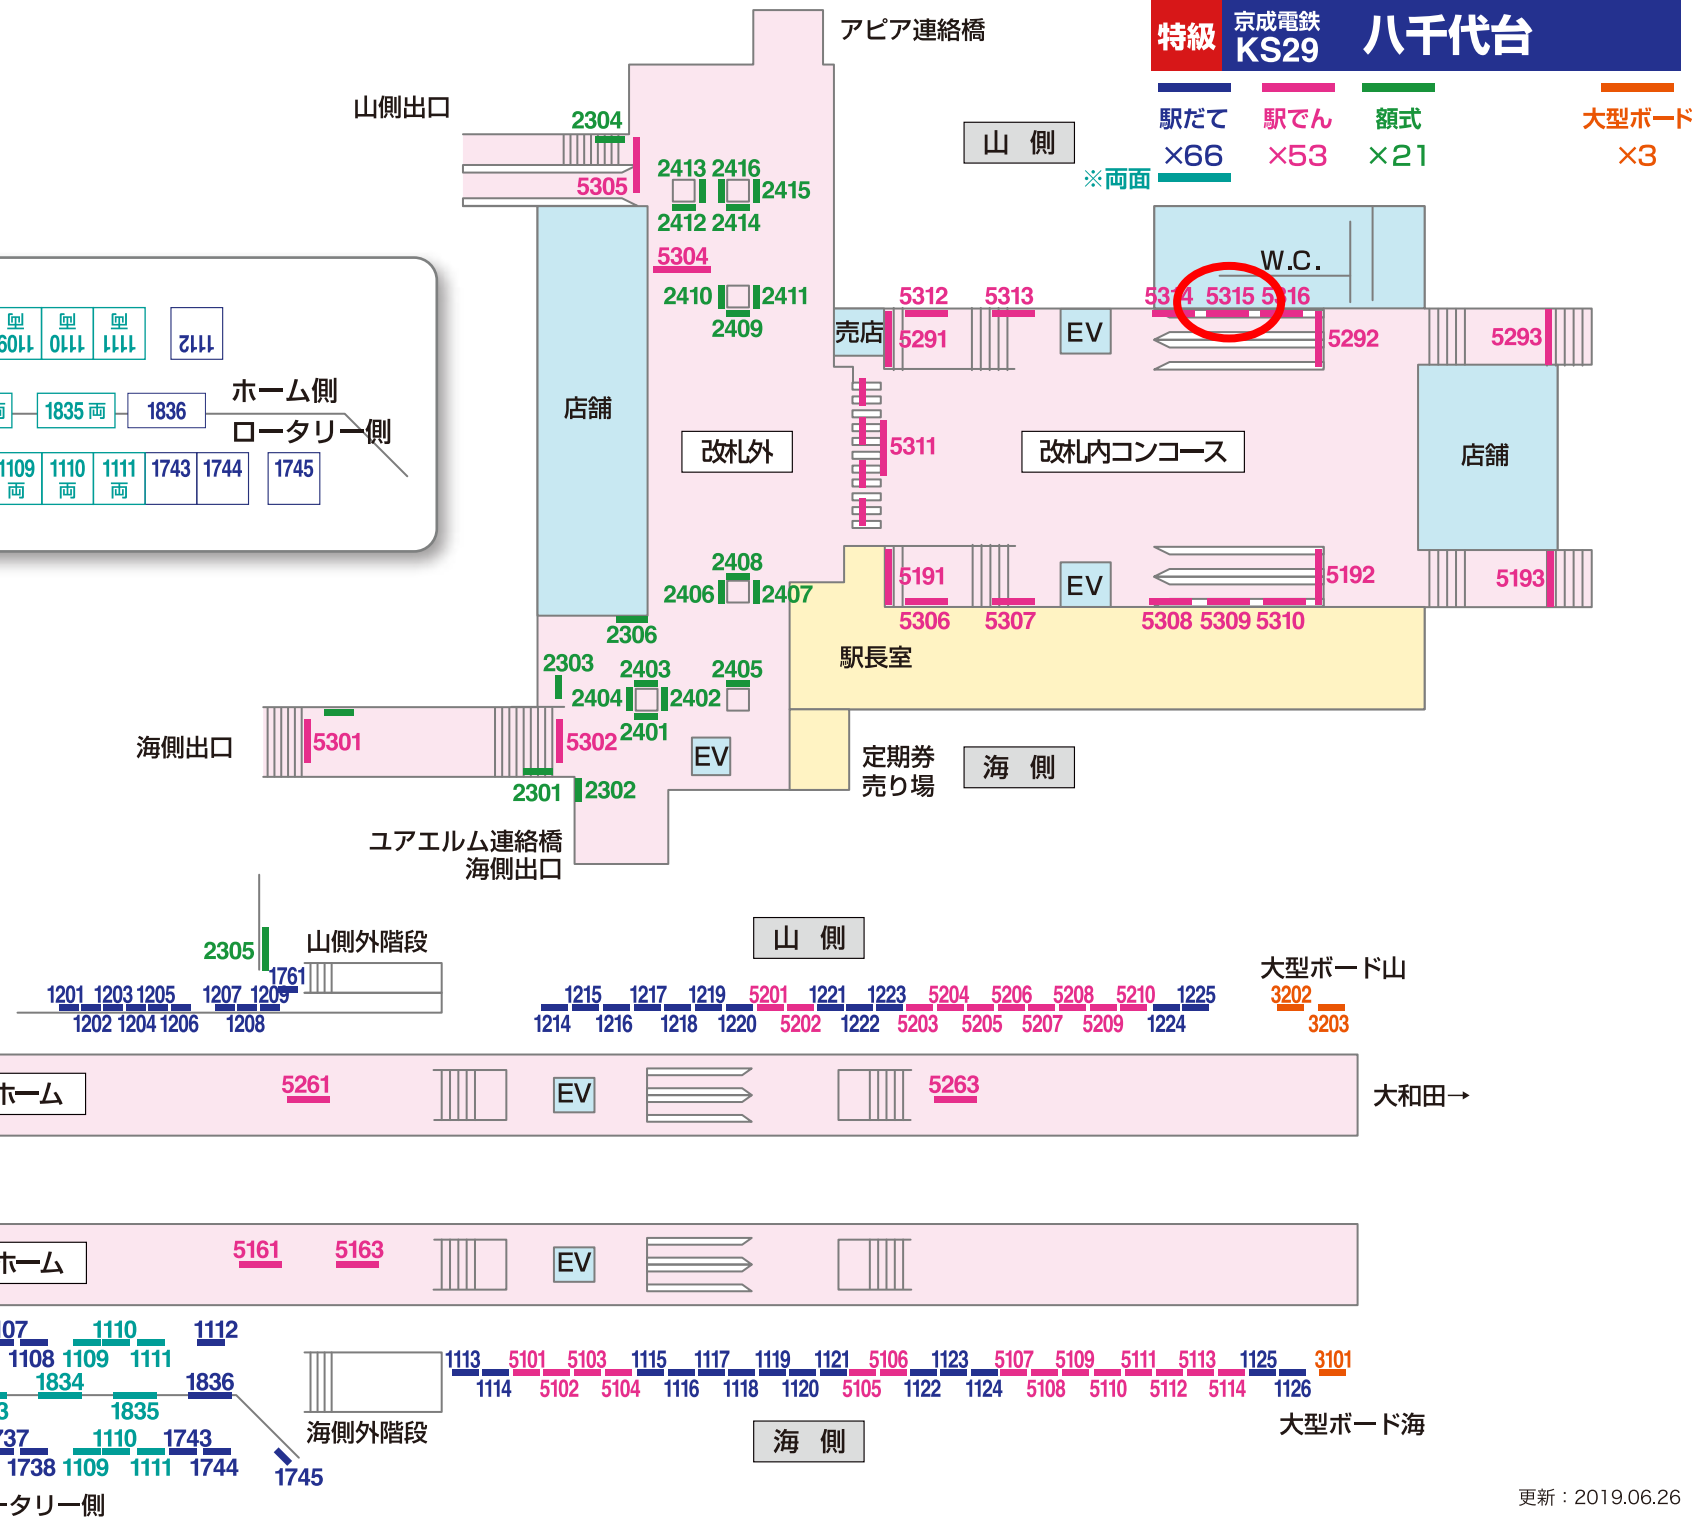 アピア連絡橋
特級
京成電鉄
KS29
八千代台
駅だて
×66
駅でん
×53
額式
×21
大型ボード
×3
※両面
山側出口
2304
5305
2413 2416
2415
2412 2414
5304
2410
2411
2409
山 側
W.C.
5312
5313
5314
5315
5316
売店
5291
EV
5292
5293
1110
1111
1112
ホーム側
1835 両
1836
ロータリー側
1109
両
1110
両
1111
両
1743
1744
1745
店舗
改札外
5311
改札内コンコース
店舗
2408
2406
2407
5191
EV
5192
5193
5306
5307
5308 5309 5310
2306
駅長室
2303
2403
2405
2404
2402
2401
海側出口
5301
5302
EV
定期券
売り場
海 側
2301
2302
ユアエルム連絡橋
海側出口
2305
山側外階段
山 側
大型ボード山
1761
1201 1203 1205 1207 1209
1202 1204 1206 1208
1215 1217 1219 5201 1221 1223 5204 5206 5208 5210 1225
1214 1216 1218 1220 5202 1222 5203 5205 5207 5209 1224
3202
3203
ホーム
5261
EV
5263
大和田→
ホーム
5161
5163
EV
1110
1112
1108 1109 1111
1834
1836
1835
1110
1743
1738 1109 1111 1744
1745
ータリー側
海側外階段
1113 5101 5103 1115 1117 1119 1121 5106 1123 5107 5109 5111 5113 1125 3101
1114 5102 5104 1116 1118 1120 5105 1122 1124 5108 5110 5112 5114 1126
海 側
大型ボード海
更新：2019.06.26